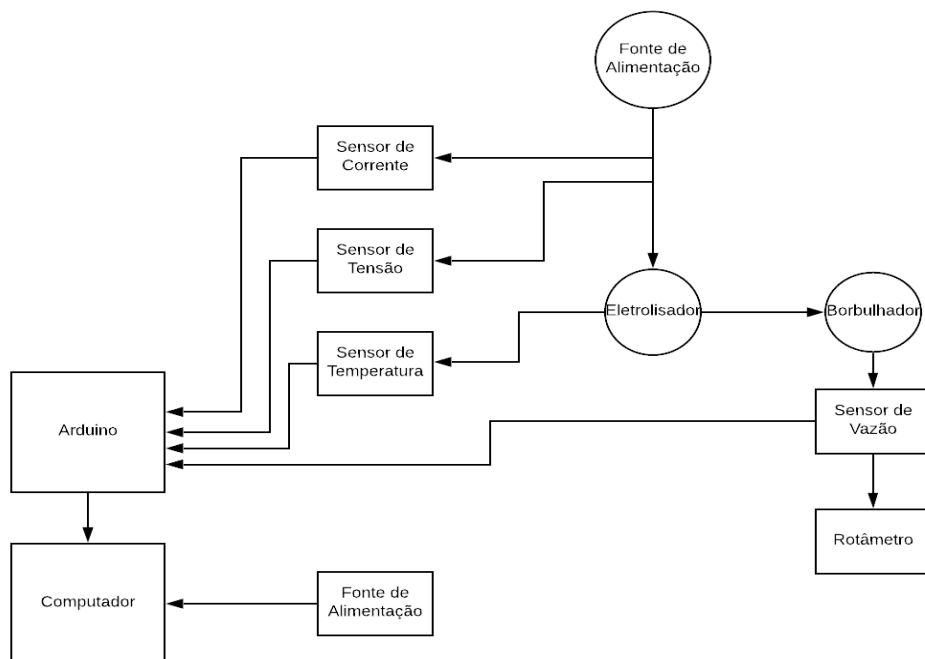 Fonte de
Alimentação
Sensor de
Corrente
Sensor de
Tensão
Eletrolisador
Borbulhador
Sensor de
Temperatura
Arduino
Sensor de
Vazão
Rotâmetro
Computador
Fonte de
Alimentação